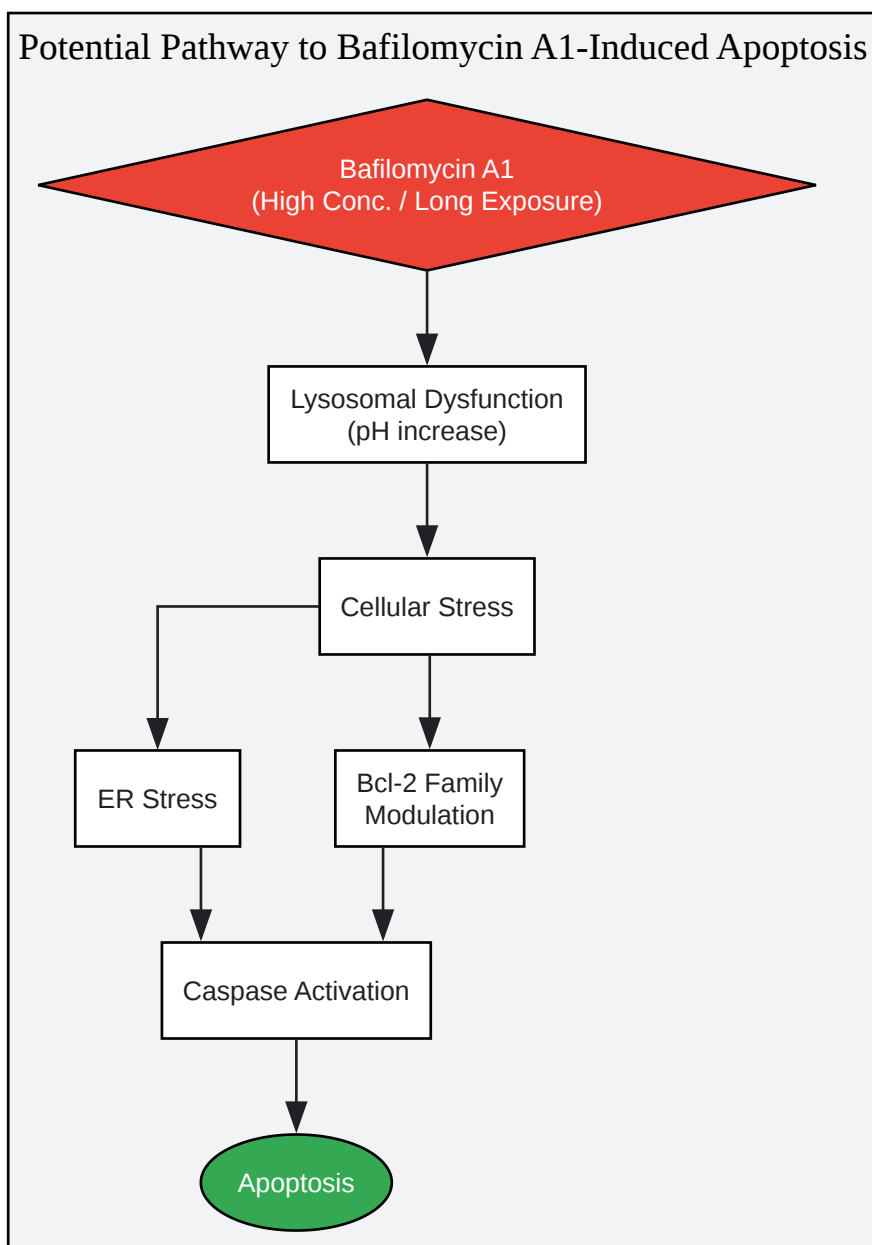 Potential Pathway to Bafilomycin A1-Induced Apoptosis
Bafilomycin A1
(High Conc. / Long Exposure)
Lysosomal Dysfunction
(pH increase)
Cellular Stress
ER Stress
Bcl-2 Family
Modulation
Caspase Activation
Apoptosis